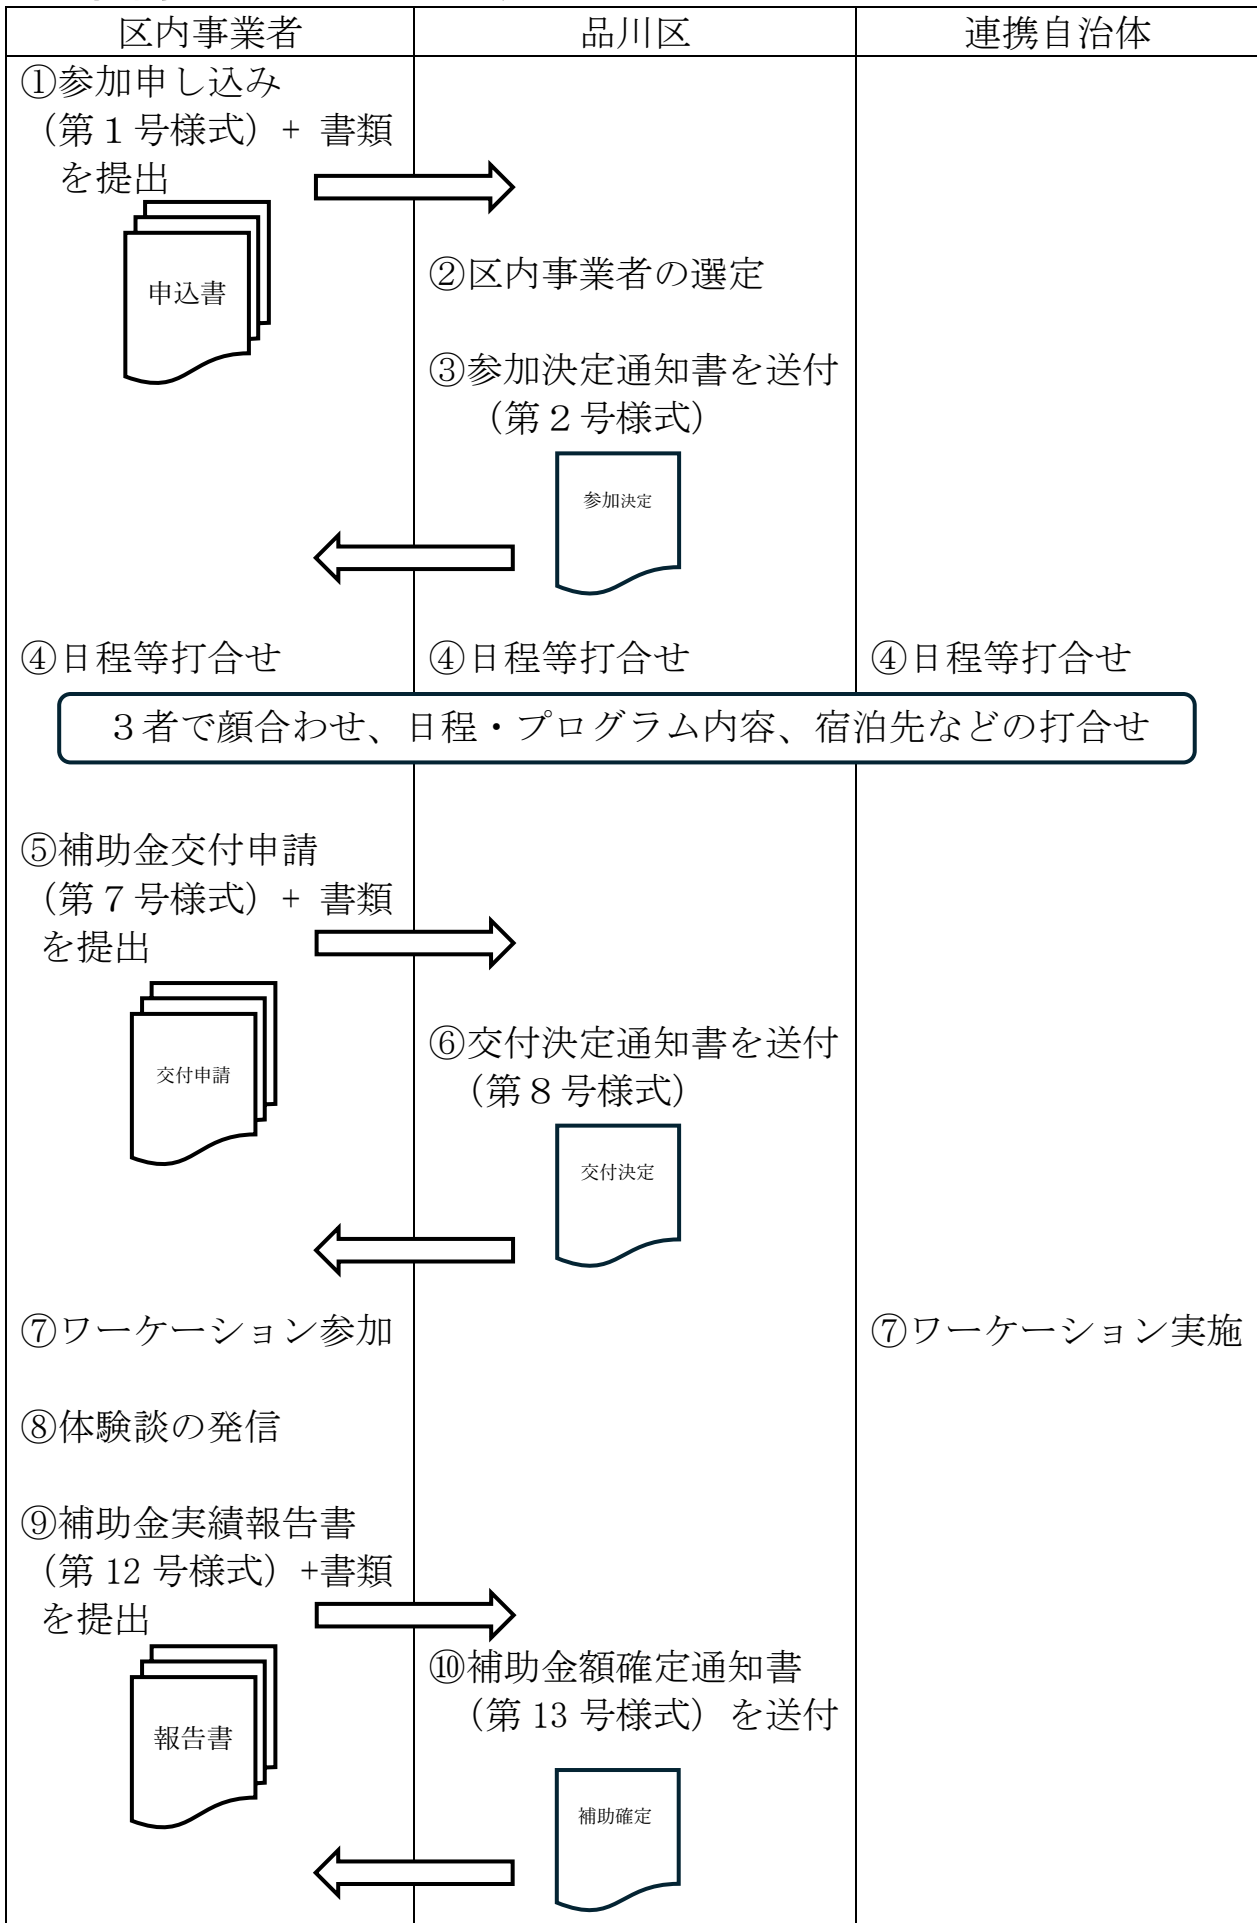 区内事業者
品川区
連携自治体
①参加申し込み
（第１号様式）+ 書類
を提出
申込書
②区内事業者の選定
③参加決定通知書を送付
（第２号様式）
参加決定
④日程等打合せ
④日程等打合せ
④日程等打合せ
３者で顔合わせ、日程・プログラム内容、宿泊先などの打合せ
⑤補助金交付申請
（第７号様式）+ 書類
を提出
交付申請
⑥交付決定通知書を送付
（第８号様式）
交付決定
⑦ワーケーション参加
⑦ワーケーション実施
⑧体験談の発信
⑨補助金実績報告書
（第 12 号様式）+書類
を提出
報告書
⑩補助金額確定通知書
（第 13 号様式）を送付
補助確定